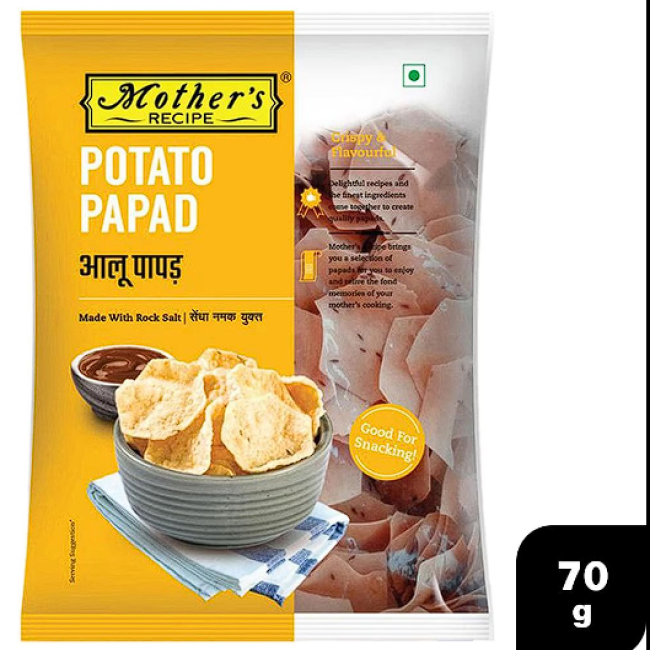 Mother's®
RECIPE
POTATO
PAPAD
आलू पापड़
Made With Rock Salt | सेंधा नमक युक्त
Crispy &
Flavourful
Delightful recipes and
the finest ingredients
come together to create
quality papads.
Mother's Recipe brings
you a selection of
papads for you to enjoy
and relive the fond
memories of your
mother's cooking.
Good For
Snacking!
Serving Suggestion*
70
g